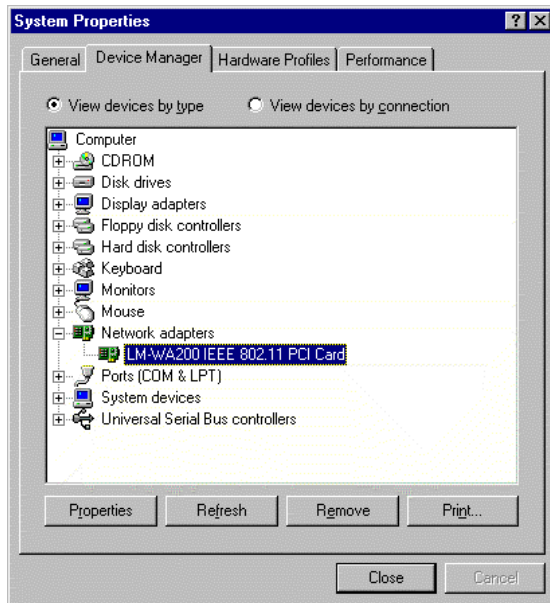 System Properties
General Device Manager Hardware Profiles Performance
View devices by type View devices by connection
Computer
CDROM
Disk drives
Display adapters
Floppy disk controllers
Hard disk controllers
Keyboard
Monitors
Mouse
Network adapters
LM-WA200 IEEE 802.11 PCI Card
Ports (COM & LPT)
System devices
Universal Serial Bus controllers
Properties Refresh Remove Print...
Close Cancel